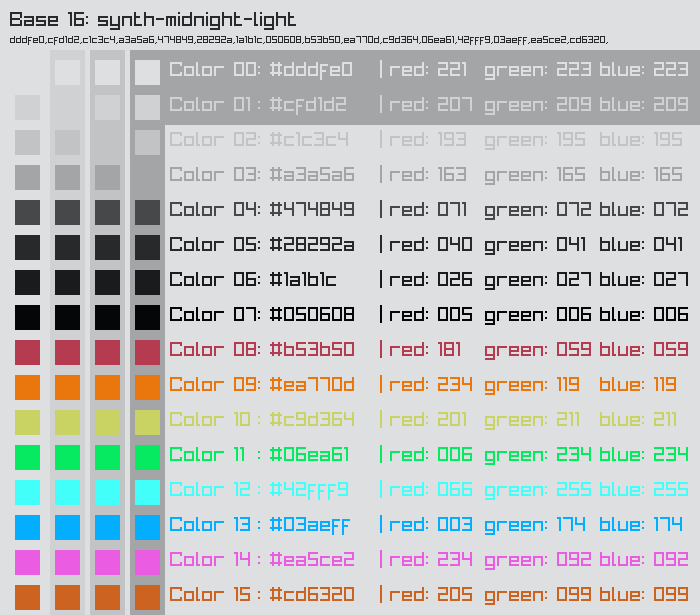 Base 16: synth-midnight-light
dddfe0,cfd1d2,c1c3c4,a3a5a6,474849,28292a,1a1b1c,050608,b53b50,ea770d,c9d364,06ea61,42fff9,03aeff,ea5ce2,cd6320,
Color 00: #dddfe0 | red: 221 green: 223 blue: 223
Color 01: #cfd1d2 | red: 207 green: 209 blue: 209
Color 02: #c1c3c4 | red: 193 green: 195 blue: 195
Color 03: #a3a5a6 | red: 163 green: 165 blue: 165
Color 04: #474849 | red: 071 green: 072 blue: 072
Color 05: #28292a | red: 040 green: 041 blue: 041
Color 06: #1a1b1c | red: 026 green: 027 blue: 027
Color 07: #050608 | red: 005 green: 006 blue: 006
Color 08: #b53b50 | red: 181 green: 059 blue: 059
Color 09: #ea770d | red: 234 green: 119 blue: 119
Color 10 : #c9d364 | red: 201 green: 211 blue: 211
Color 11 : #06ea61 | red: 006 green: 234 blue: 234
Color 12 : #42fff9 | red: 066 green: 255 blue: 255
Color 13 : #03aeff | red: 003 green: 174 blue: 174
Color 14 : #ea5ce2 | red: 234 green: 092 blue: 092
Color 15 : #cd6320 | red: 205 green: 099 blue: 099